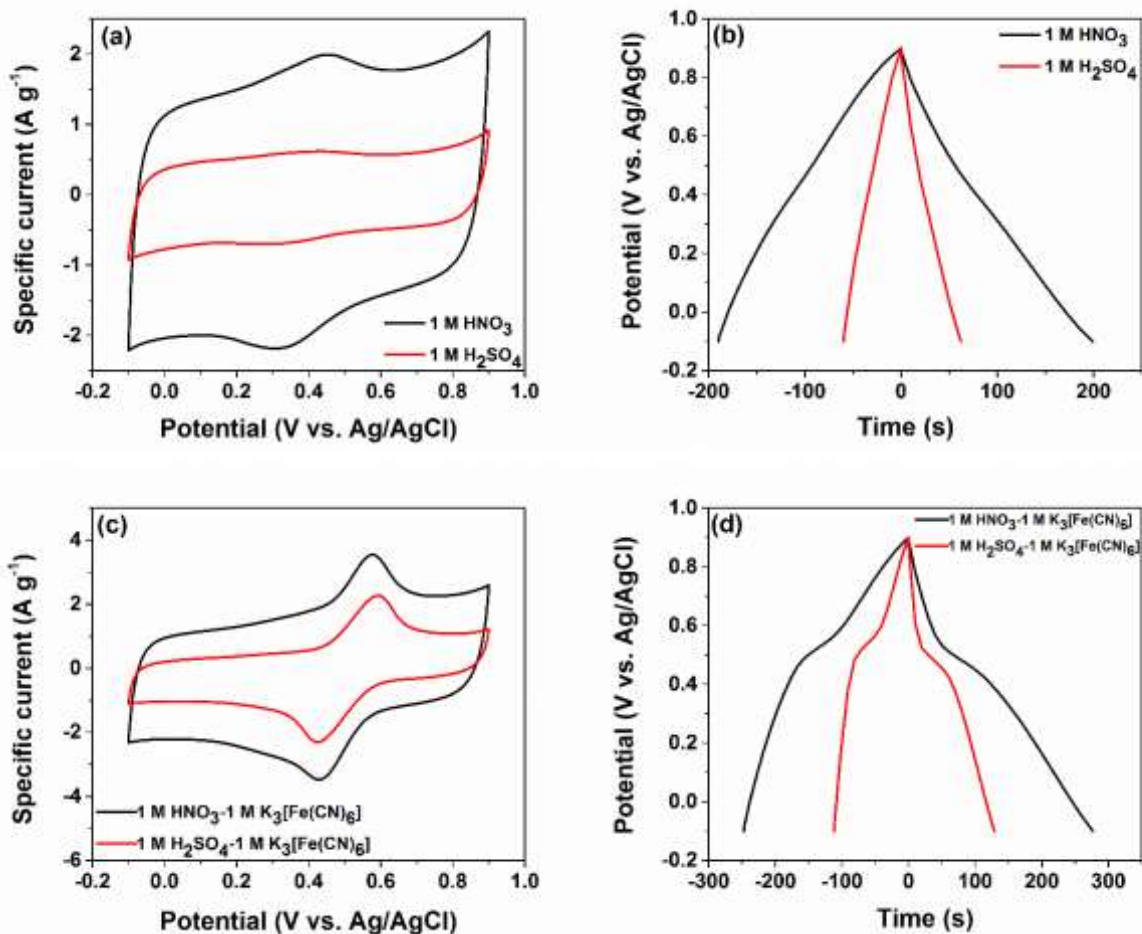 (a)
1 M HNO₃
1 M H₂SO₄
Specific current (A g⁻¹)
2
1
0
-1
-2
-0.2 0.0 0.2 0.4 0.6 0.8 1.0
Potential (V vs. Ag/AgCl)
(b)
1 M HNO₃
1 M H₂SO₄
Potential (V vs. Ag/AgCl)
1.0
0.8
0.6
0.4
0.2
0.0
-0.2
-200 -100 0 100 200
Time (s)
(c)
1 M HNO₃-1 M K₃[Fe(CN)₆]
1 M H₂SO₄-1 M K₃[Fe(CN)₆]
Specific current (A g⁻¹)
4
2
0
-2
-4
-6
-0.2 0.0 0.2 0.4 0.6 0.8 1.0
Potential (V vs. Ag/AgCl)
(d)
1 M HNO₃-1 M K₃[Fe(CN)₆]
1 M H₂SO₄-1 M K₃[Fe(CN)₆]
Potential (V vs. Ag/AgCl)
1.0
0.8
0.6
0.4
0.2
0.0
-0.2
-300 -200 -100 0 100 200 300
Time (s)